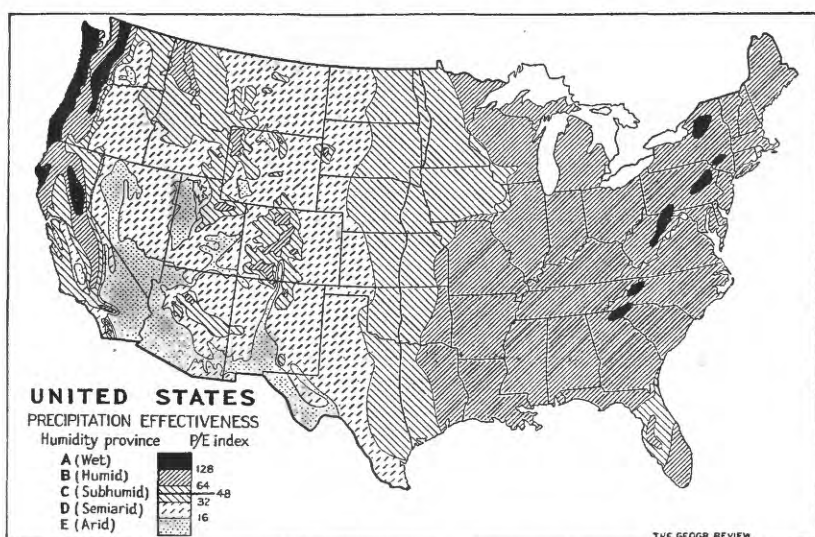 UNITED STATES
PRECIPITATION EFFECTIVENESS
Humidity province P/E index
A (Wet)
128
B (Humid)
64
C (Subhumid)
48
32
D (Semiarid)
16
E (Arid)
THE GEOGR. REVIEW